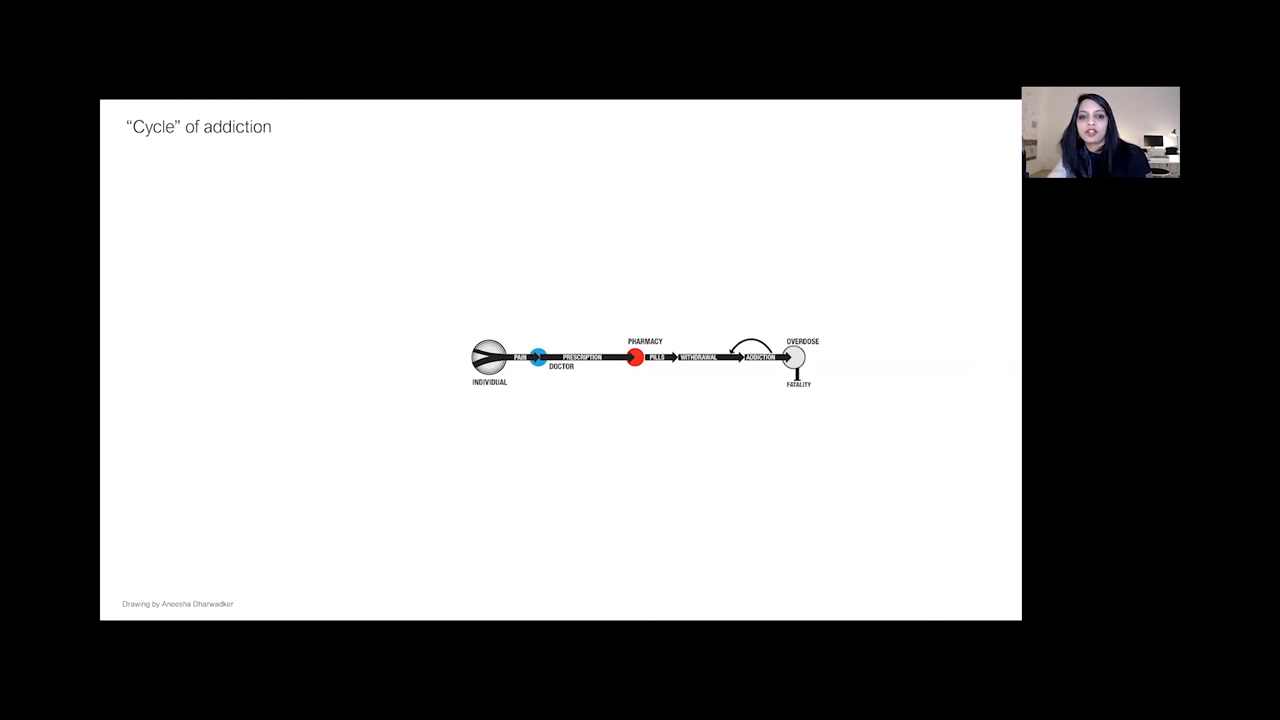 “Cycle” of addiction
PHARMACY
OVERDOSE
PAIN
PRESCRIPTION
PILLS
WITHDRAWAL
ADDICTION
DOCTOR
INDIVIDUAL
FATALITY
Drawing by Aneesha Dharwadker